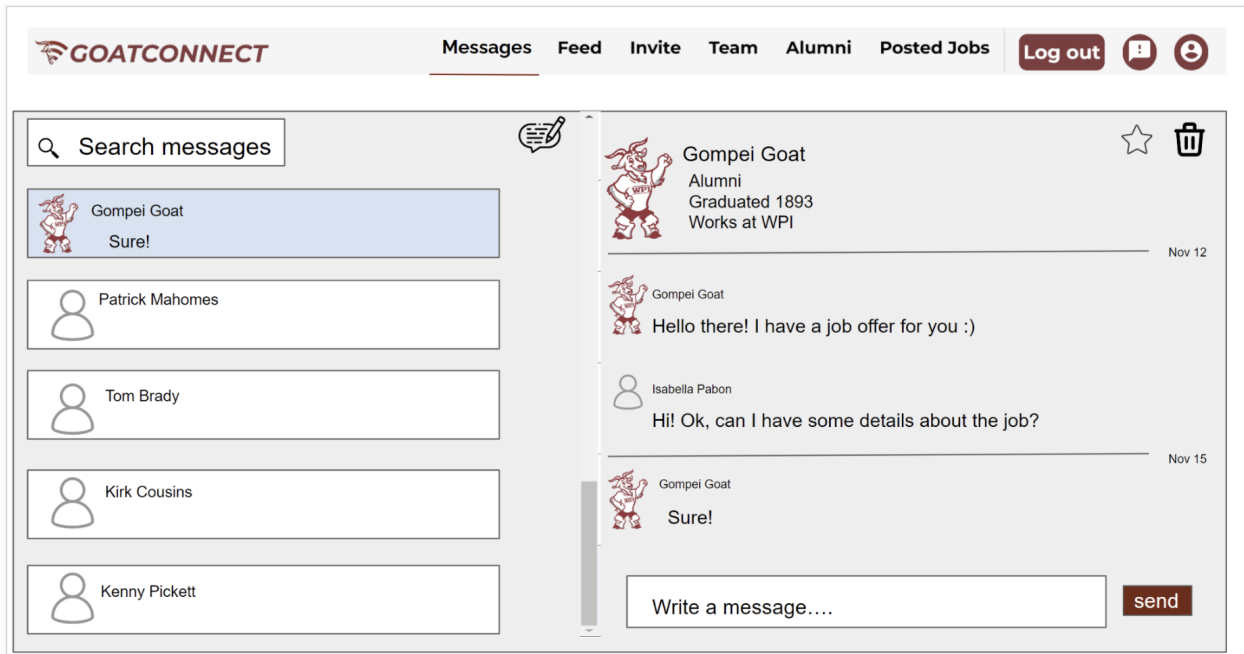 GOATCONNECT
Messages Feed Invite Team Alumni Posted Jobs Log out
Search messages
Gompei Goat
Sure!
Patrick Mahomes
Tom Brady
Kirk Cousins
Kenny Pickett
WPI
Gompei Goat
Alumni
Graduated 1893
Works at WPI
Nov 12
Gompei Goat
Hello there! I have a job offer for you :)
Isabella Pabon
Hi! Ok, can I have some details about the job?
Nov 15
Gompei Goat
Sure!
Write a message....
send